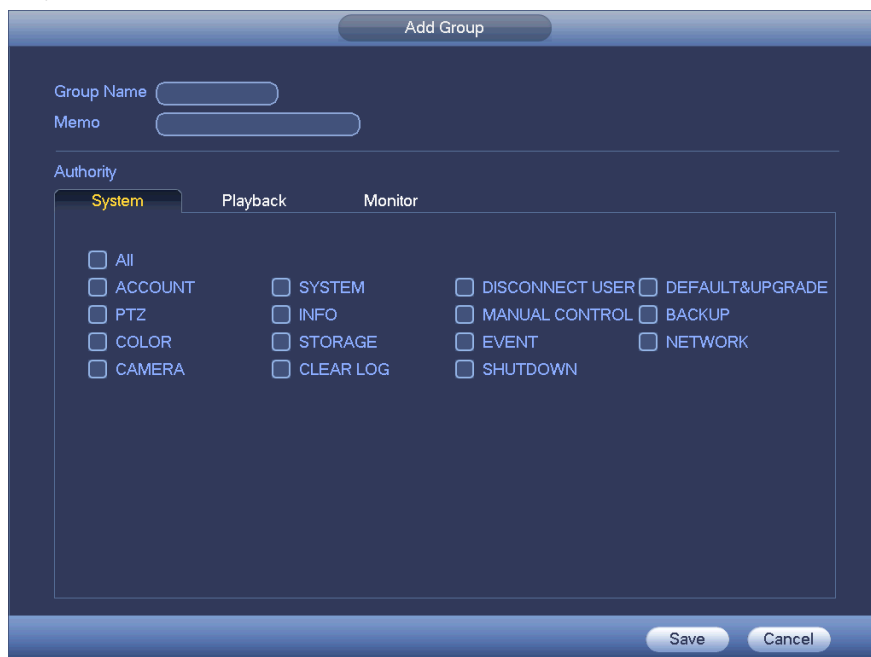 Add Group
Group Name
Memo
Authority
System Playback Monitor
All
ACCOUNT SYSTEM DISCONNECT USER DEFAULT&UPGRADE
PTZ INFO MANUAL CONTROL BACKUP
COLOR STORAGE EVENT NETWORK
CAMERA CLEAR LOG SHUTDOWN
Save Cancel